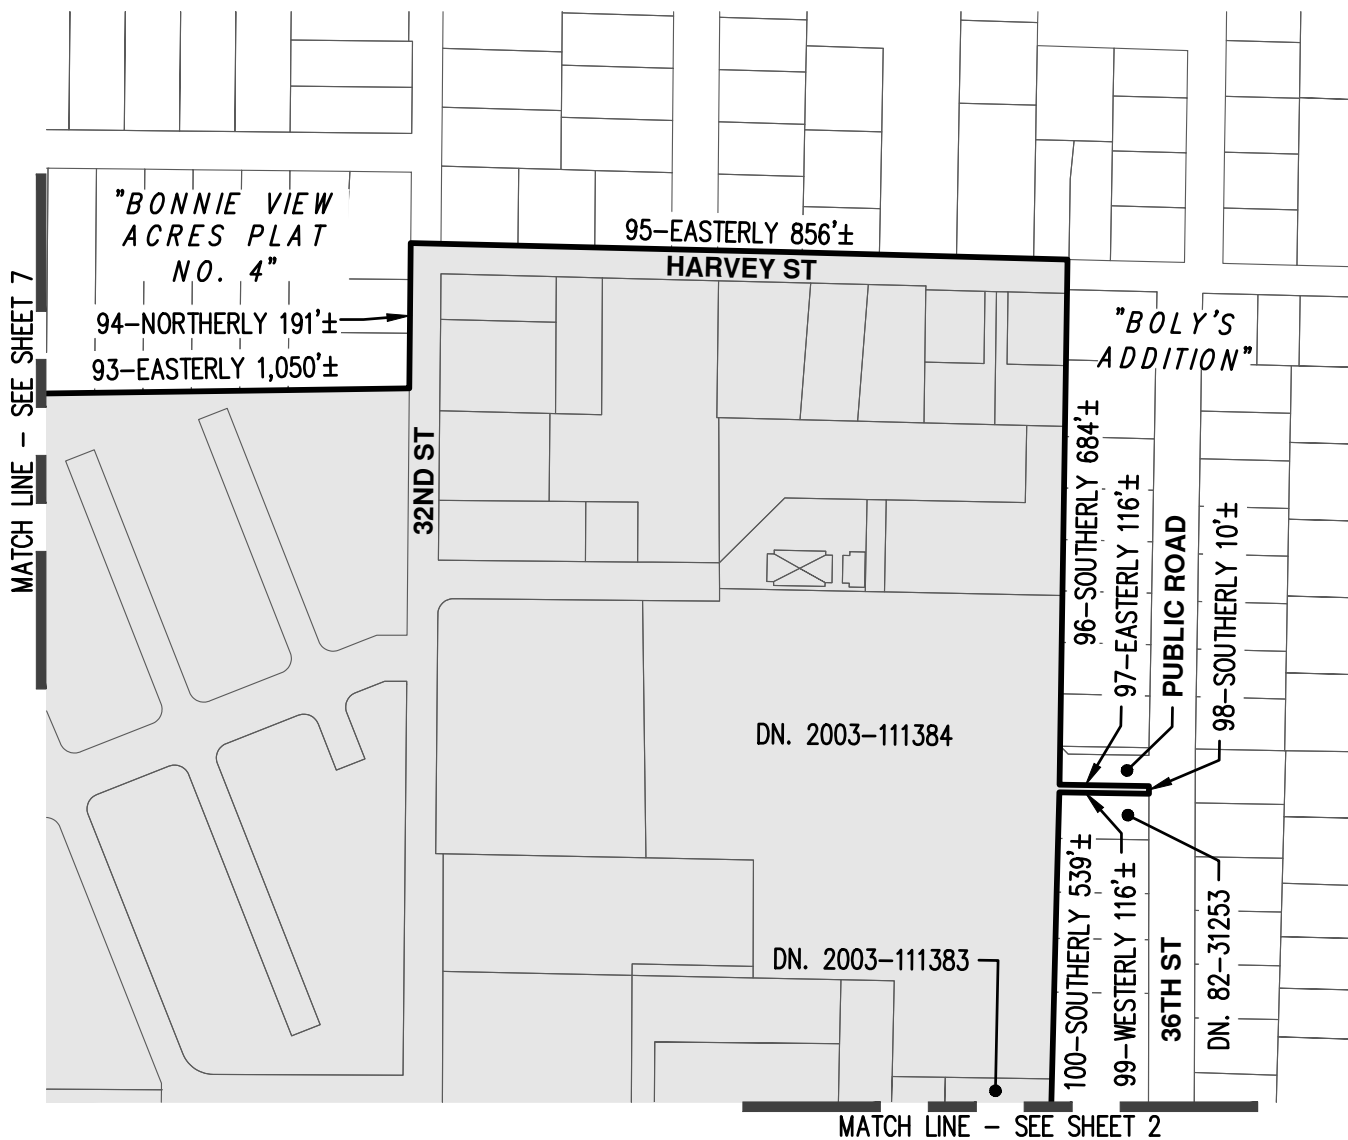 "BONNIE VIEW
ACRES PLAT
NO. 4"
95-EASTERLY 856'±
HARVEY ST
94-NORTHERLY 191'±
93-EASTERLY 1,050'±
"BOLY'S
ADDITION"
MATCH LINE - SEE SHEET 7
32ND ST
96-SOUTHERLY 684'±
97-EASTERLY 116'±
PUBLIC ROAD
98-SOUTHERLY 10'±
DN. 2003-111384
DN. 2003-111383
100-SOUTHERLY 539'±
99-WESTERLY 116'±
36TH ST
DN. 82-31253
MATCH LINE - SEE SHEET 2